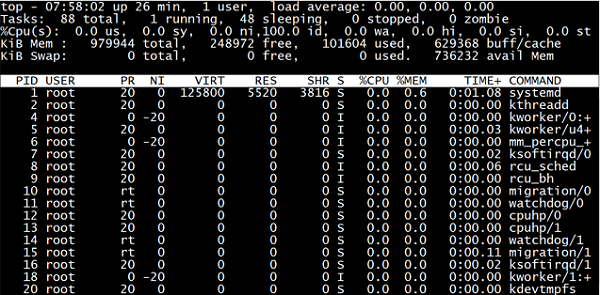 top - 07:58:02 up 26 min,  1 user,  load average: 0.00, 0.00, 0.00
Tasks:  88 total,   1 running,  48 sleeping,   0 stopped,   0 zombie
%Cpu(s):  0.0 us,  0.0 sy,  0.0 ni,100.0 id,  0.0 wa,  0.0 hi,  0.0 si,  0.0 st
KiB Mem :   979944 total,   248972 free,   101604 used,   629368 buff/cache
KiB Swap:        0 total,        0 free,        0 used.   736232 avail Mem
PID USER      PR  NI    VIRT    RES    SHR S  %CPU %MEM     TIME+ COMMAND
1 root      20   0  125800   5520   3816 S   0.0  0.6   0:01.08 systemd
2 root      20   0       0      0      0 S   0.0  0.0   0:00.00 kthreadd
4 root       0 -20       0      0      0 I   0.0  0.0   0:00.00 kworker/0:+
5 root      20   0       0      0      0 I   0.0  0.0   0:00.03 kworker/u4+
6 root       0 -20       0      0      0 I   0.0  0.0   0:00.00 mm_percpu_+
7 root      20   0       0      0      0 S   0.0  0.0   0:00.02 ksoftirqd/0
8 root      20   0       0      0      0 I   0.0  0.0   0:00.06 rcu_sched
9 root      20   0       0      0      0 I   0.0  0.0   0:00.00 rcu_bh
10 root      rt   0       0      0      0 S   0.0  0.0   0:00.00 migration/0
11 root      rt   0       0      0      0 S   0.0  0.0   0:00.00 watchdog/0
12 root      20   0       0      0      0 S   0.0  0.0   0:00.00 cpuhp/0
13 root      20   0       0      0      0 S   0.0  0.0   0:00.00 cpuhp/1
14 root      rt   0       0      0      0 S   0.0  0.0   0:00.00 watchdog/1
15 root      rt   0       0      0      0 S   0.0  0.0   0:00.11 migration/1
16 root      20   0       0      0      0 S   0.0  0.0   0:00.02 ksoftirqd/1
18 root       0 -20       0      0      0 I   0.0  0.0   0:00.00 kworker/1:+
20 root      20   0       0      0      0 S   0.0  0.0   0:00.00 kdevtmpfs